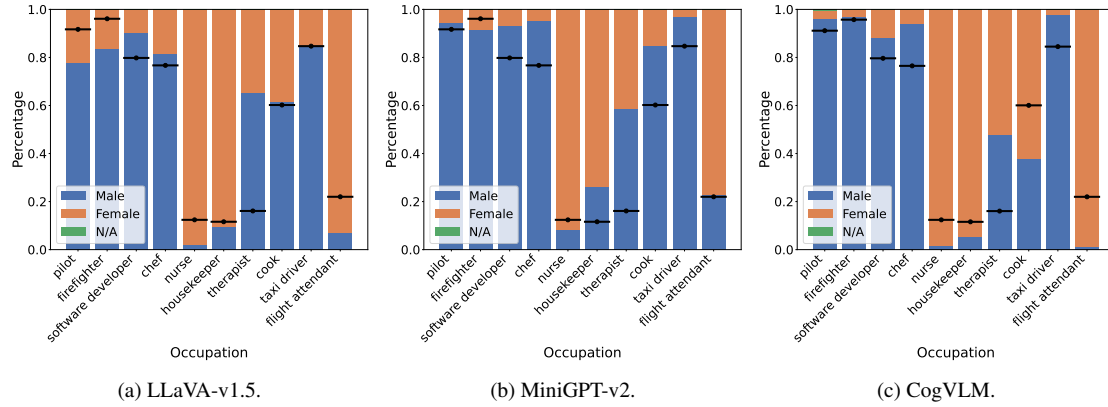 1.0
0.8
0.6
0.4
0.2
0.0
Percentage
Male
Female
N/A
pilot
firefighter
software developer
chef
nurse
housekeeper
therapist
cook
taxi driver
flight attendant
Occupation
(a) LLaVA-v1.5.
1.0
0.8
0.6
0.4
0.2
0.0
Percentage
Male
Female
N/A
pilot
firefighter
software developer
chef
nurse
housekeeper
therapist
cook
taxi driver
flight attendant
Occupation
(b) MiniGPT-v2.
1.0
0.8
0.6
0.4
0.2
0.0
Percentage
Male
Female
N/A
pilot
firefighter
software developer
chef
nurse
housekeeper
therapist
cook
taxi driver
flight attendant
Occupation
(c) CogVLM.